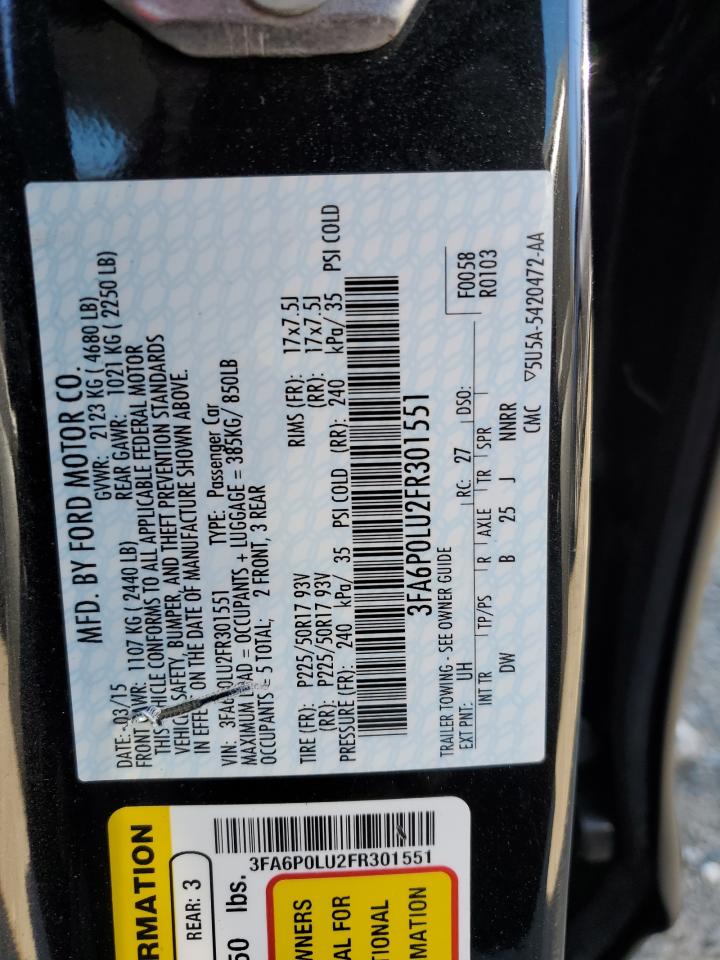 MFD. BY FORD MOTOR CO.
DATE: 03/15 GVWR: 2123 KG ( 4680 LB)
FRONT GAWR: 1107 KG ( 2440 LB) REAR GAWR: 1021 KG ( 2250 LB)
THIS VEHICLE CONFORMS TO ALL APPLICABLE FEDERAL MOTOR
VEHICLE SAFETY, BUMPER, AND THEFT PREVENTION STANDARDS
IN EFFECT ON THE DATE OF MANUFACTURE SHOWN ABOVE.
VIN: 3FA6P0LU2FR301551 TYPE: Passenger Car
MAXIMUM LOAD = OCCUPANTS + LUGGAGE = 385KG/ 850LB
OCCUPANTS = 5 TOTAL; 2 FRONT, 3 REAR
TIRE (FR): P225/50R17 93V RIMS (FR): 17x7.5J
(RR): P225/50R17 93V (RR): 17x7.5J
PRESSURE (FR): 240 kPa/ 35 PSI COLD (RR): 240 kPa/ 35 PSI COLD
3FA6P0LU2FR301551
TRAILER TOWING - SEE OWNER GUIDE F0058
R0103
EXT PNT: UH RC: 27 DSO:
INT TR TP/PS R AXLE TR SPR
DW B 25 J NNRR
CMC ▽5U5A-5420472-AA
RMATION
REAR: 3
50 lbs.
3FA6P0LU2FR301551
WNERS
AL FOR
TIONAL
MATION